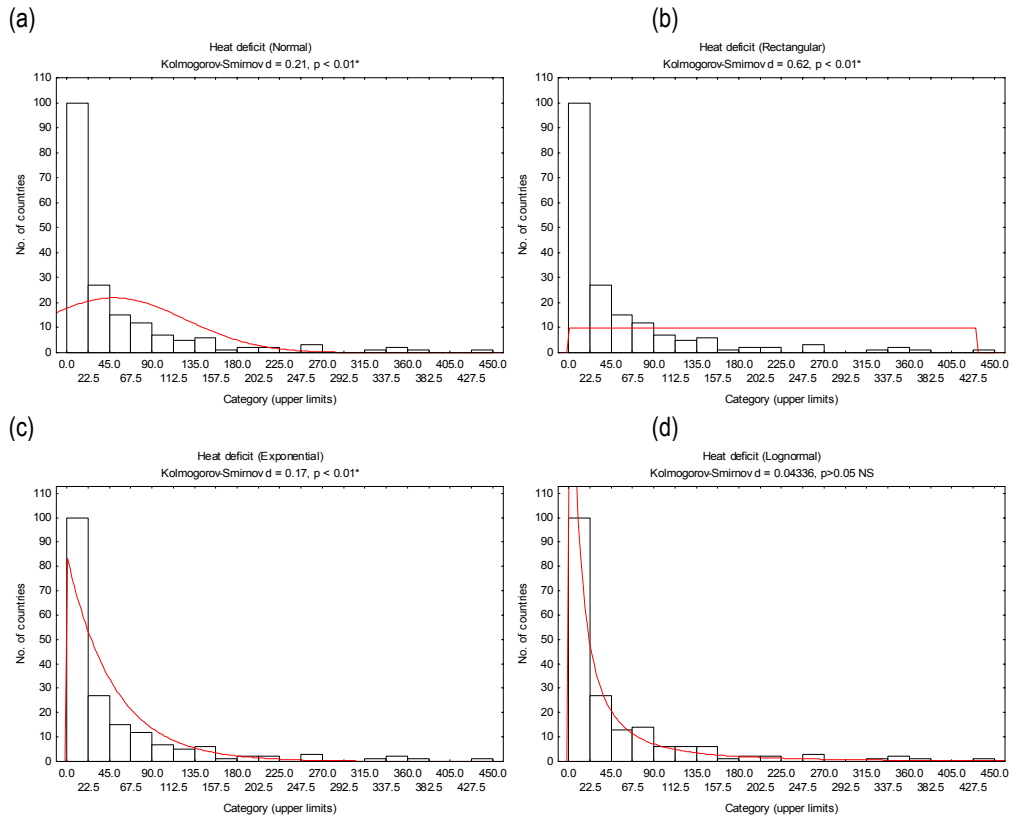 (a)
Heat deficit (Normal)
Kolmogorov-Smirnov d = 0.21, p < 0.01*
110
100
90
80
70
60
50
40
30
20
10
0
No. of countries
0.0 45.0 90.0 135.0 180.0 225.0 270.0 315.0 360.0 405.0 450.0
22.5 67.5 112.5 157.5 202.5 247.5 292.5 337.5 382.5 427.5
Category (upper limits)
(b)
Heat deficit (Rectangular)
Kolmogorov-Smirnov d = 0.62, p < 0.01*
110
100
90
80
70
60
50
40
30
20
10
0
No. of countries
0.0 45.0 90.0 135.0 180.0 225.0 270.0 315.0 360.0 405.0 450.0
22.5 67.5 112.5 157.5 202.5 247.5 292.5 337.5 382.5 427.5
Category (upper limits)
(c)
Heat deficit (Exponential)
Kolmogorov-Smirnov d = 0.17, p < 0.01*
110
100
90
80
70
60
50
40
30
20
10
0
No. of countries
0.0 45.0 90.0 135.0 180.0 225.0 270.0 315.0 360.0 405.0 450.0
22.5 67.5 112.5 157.5 202.5 247.5 292.5 337.5 382.5 427.5
Category (upper limits)
(d)
Heat deficit (Lognormal)
Kolmogorov-Smirnov d = 0.04336, p>0.05 NS
110
100
90
80
70
60
50
40
30
20
10
0
No. of countries
0.0 45.0 90.0 135.0 180.0 225.0 270.0 315.0 360.0 405.0 450.0
22.5 67.5 112.5 157.5 202.5 247.5 292.5 337.5 382.5 427.5
Category (upper limits)